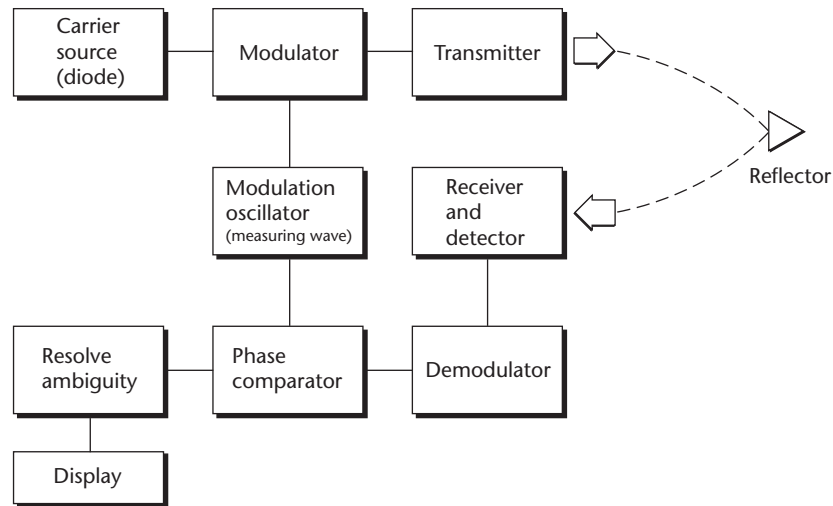 Carrier
source
(diode)
Modulator
Transmitter
Reflector
Modulation
oscillator
(measuring wave)
Receiver
and
detector
Resolve
ambiguity
Phase
comparator
Demodulator
Display